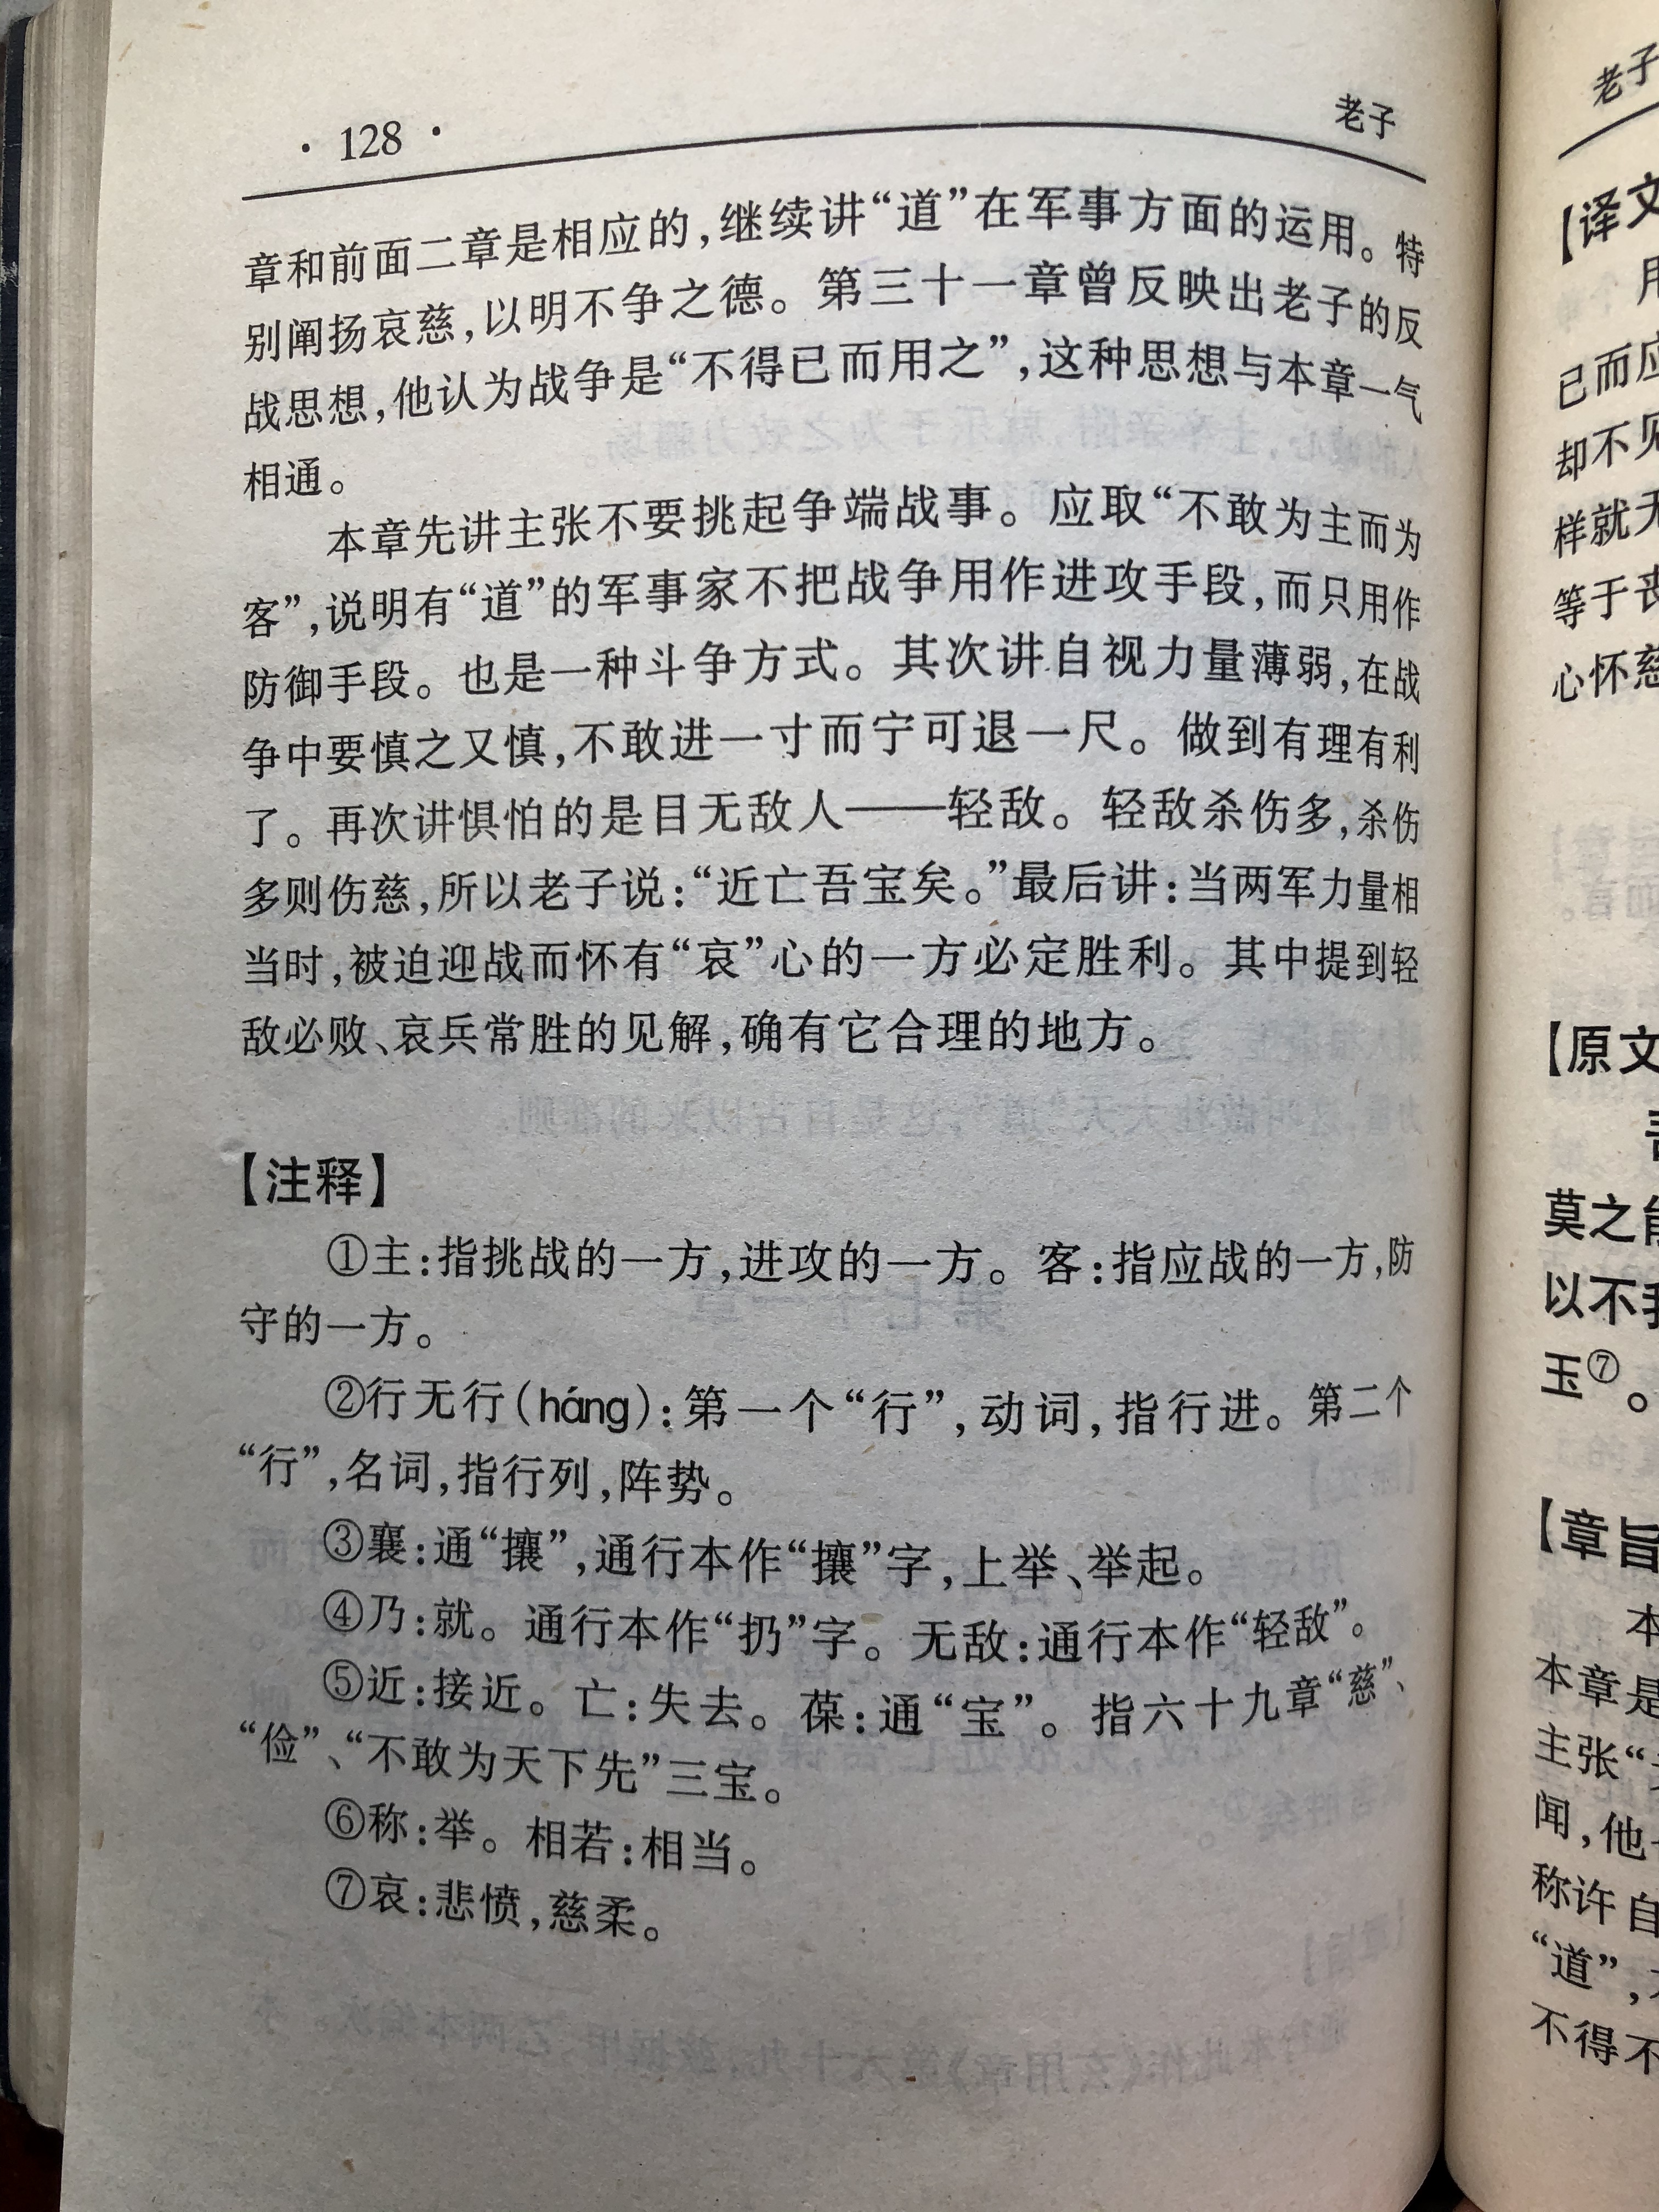 · 128 ·
老子
章和前面二章是相应的,继续讲“道”在军事方面的运用。特
别阐扬哀慈,以明不争之德。第三十一章曾反映出老子的反
战思想,他认为战争是“不得已而用之”,这种思想与本章一气
相通。
本章先讲主张不要挑起争端战事。应取“不敢为主而为
客”,说明有“道”的军事家不把战争用作进攻手段,而只用作
防御手段。也是一种斗争方式。其次讲自视力量薄弱,在战
争中要慎之又慎,不敢进一寸而宁可退一尺。做到有理有利
了。再次讲惧怕的是目无敌人——轻敌。轻敌杀伤多,杀伤
多则伤慈,所以老子说:“近亡吾宝矣。”最后讲:当两军力量相
当时,被迫迎战而怀有“哀”心的一方必定胜利。其中提到轻
敌必败、哀兵常胜的见解,确有它合理的地方。
【注释】
①主:指挑战的一方,进攻的一方。客:指应战的一方,防
守的一方。
②行无行(háng):第一个“行”,动词,指行进。第二个
“行”,名词,指行列,阵势。
③襄:通“攘”,通行本作“攘”字,上举、举起。
④乃:就。通行本作“扔”字。无敌:通行本作“轻敌”。
⑤近:接近。亡:失去。葆:通“宝”。指六十九章“慈”、
“俭”、“不敢为天下先”三宝。
⑥称:举。相若:相当。
⑦哀:悲愤,慈柔。
老子
【译文
已而应
却不见
样就无
等于丧
心怀慈
【原文
莫之能
以不我
玉⑦。
【章旨
本
本章是
主张“
闻,他
称许自
“道”,
不得不